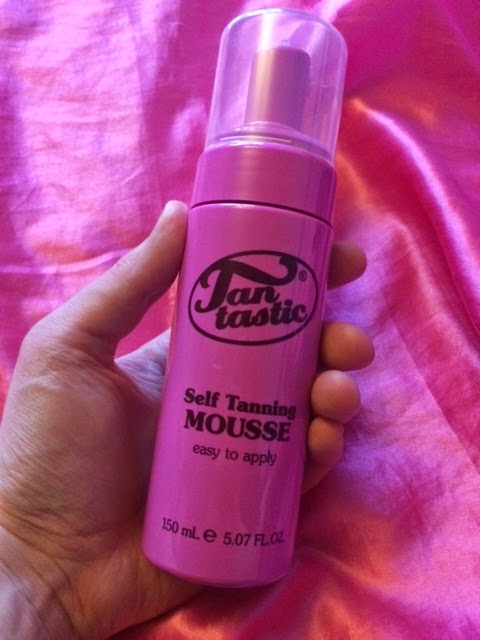 Tan®
tastic
Self Tanning
MOUSSE
easy to apply
150 mL e 5.07 FL.OZ.